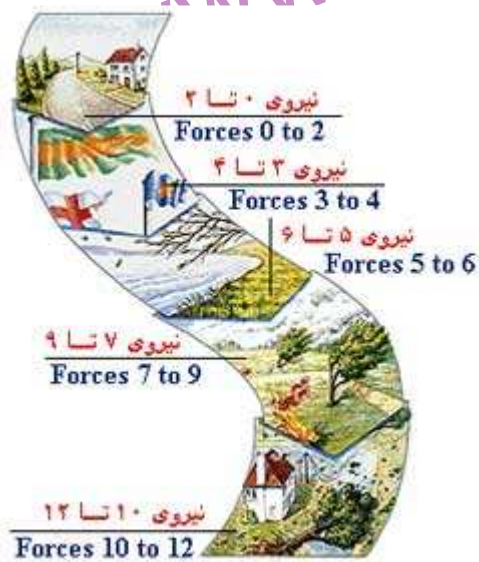 نیروی ۰ تا ۲
Forces 0 to 2
نیروی ۳ تا ۴
Forces 3 to 4
نیروی ۵ تا ۶
Forces 5 to 6
نیروی ۷ تا ۹
Forces 7 to 9
نیروی ۱۰ تا ۱۲
Forces 10 to 12